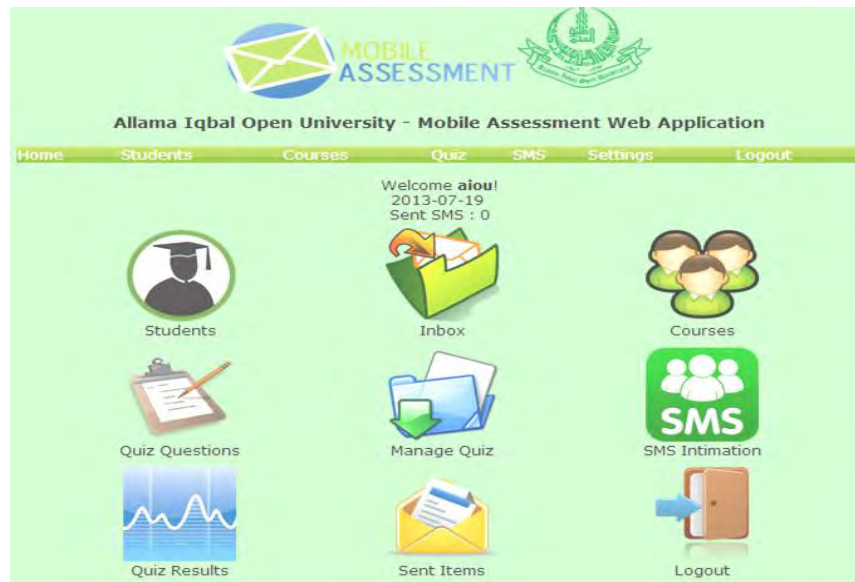 MOBILE
ASSESSMENT
Allama Iqbal Open University - Mobile Assessment Web Application
Home Students Courses Quiz SMS Settings Logout
Welcome aiou!
2013-07-19
Sent SMS : 0
Students Inbox Courses
SMS
Quiz Questions Manage Quiz SMS Intimation
Quiz Results Sent Items Logout